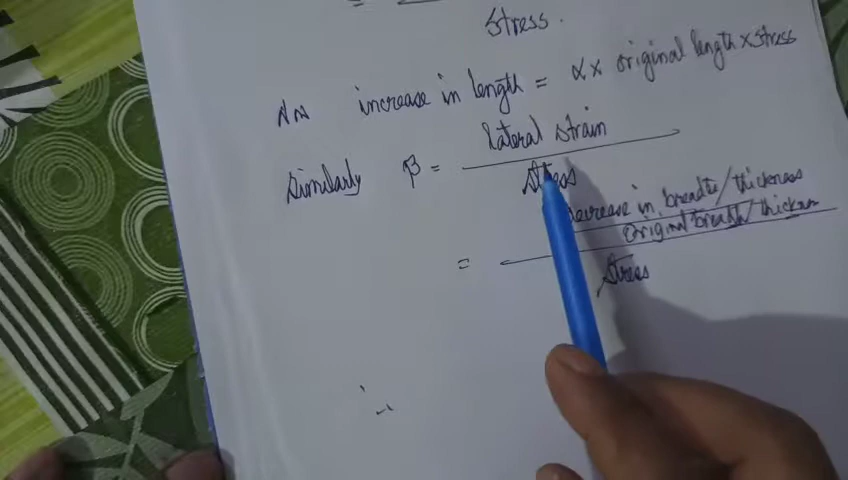 Stress.
increase in length = α x original length x stress
Similarly β = lateral strain
Stress
decrease in breadth/thickness
original breadth/thickness
=
Stress
∴